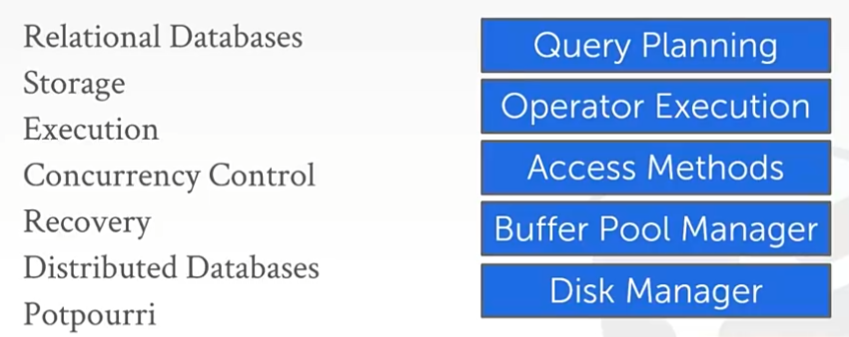 Relational Databases
Storage
Execution
Concurrency Control
Recovery
Distributed Databases
Potpourri
Query Planning
Operator Execution
Access Methods
Buffer Pool Manager
Disk Manager